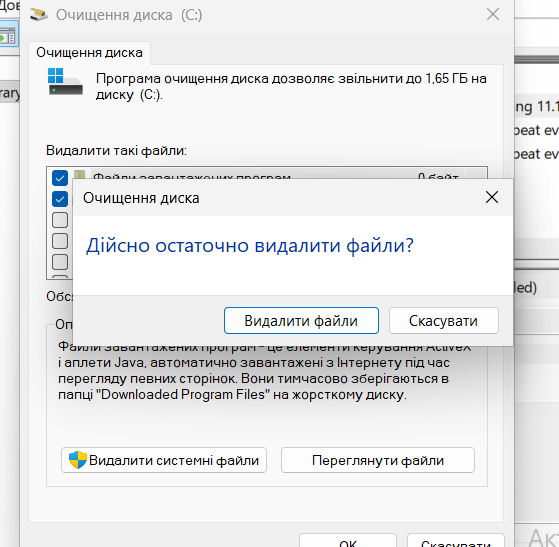 Очищення диска (C:)
Очищення диска
Програма очищення диска дозволяє звільнити до 1,65 ГБ на
диску (C:).
ng 11.1
peat ev
peat ev
Видалити такі файли:
Файли завантажених програм 0 байт
Очищення диска
Дійсно остаточно видалити файли?
led)
Видалити файли Скасувати
Обся
Оп
Файли завантажених програм - це елементи керування ActiveX
і аплети Java, автоматично завантажені з Інтернету під час
перегляду певних сторінок. Вони тимчасово зберігаються в
папці "Downloaded Program Files" на жорсткому диску.
Видалити системні файли Переглянути файли
OK Скасувати
Ак